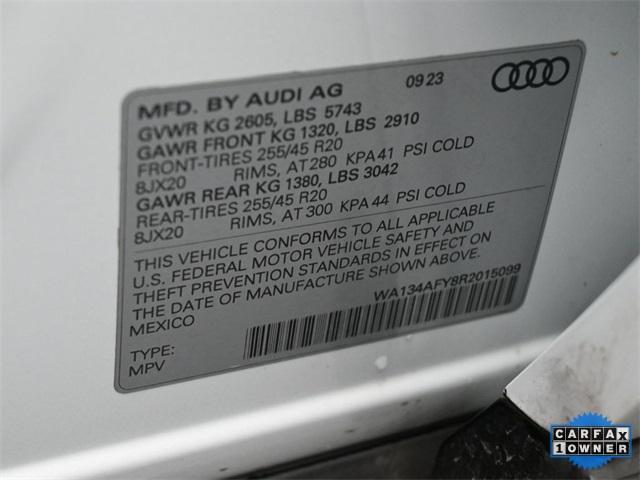 MFD. BY AUDI AG 09 23
GVWR KG 2605, LBS 5743
GAWR FRONT KG 1320, LBS 2910
FRONT-TIRES 255/45 R20
8JX20 RIMS, AT 280 KPA 41 PSI COLD
GAWR REAR KG 1380, LBS 3042
REAR-TIRES 255/45 R20
8JX20 RIMS, AT 300 KPA 44 PSI COLD
THIS VEHICLE CONFORMS TO ALL APPLICABLE
U.S. FEDERAL MOTOR VEHICLE SAFETY AND
THEFT PREVENTION STANDARDS IN EFFECT ON
THE DATE OF MANUFACTURE SHOWN ABOVE.
MEXICO WA134AFY8R2015099
TYPE:
MPV
CARFAX
1 OWNER